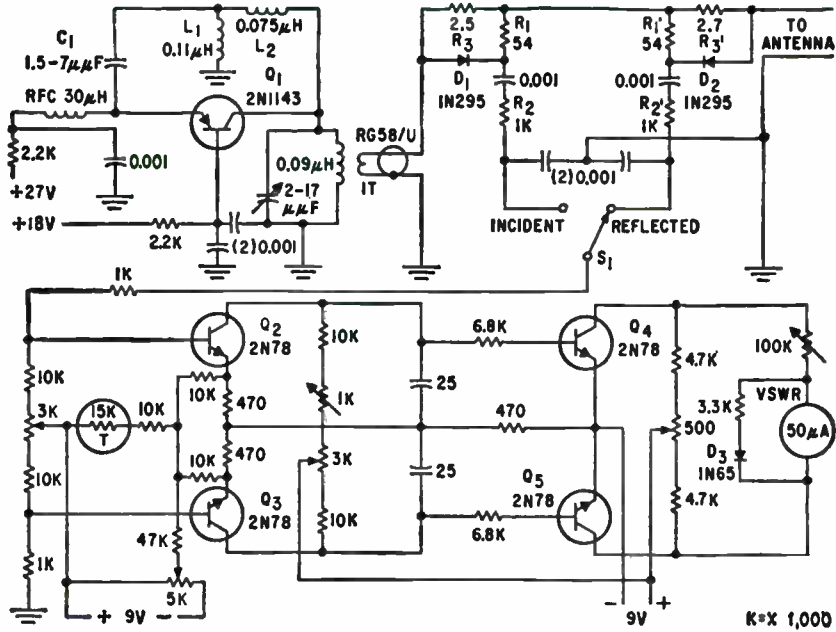 C1
1.5-7μμF
L1
0.11μH
0.075μH
L2
Q1
2N1143
RFC 30μH
2.2K
0.001
+27V
+18V
2.2K
(2)0.001
0.09μH
2-17
μμF
RG58/U
1T
2.5
R3
D1
1N295
R1
54
0.001
R2
1K
(2)0.001
R1'
54
2.7
R3'
0.001
D2
1N295
R2'
1K
TO
ANTENNA
INCIDENT
REFLECTED
S1
1K
10K
3K
10K
1K
15K
T
10K
10K
10K
47K
5K
+ 9V -
Q2
2N78
470
470
Q3
2N78
10K
1K
3K
10K
25
25
6.8K
470
6.8K
Q4
2N78
Q5
2N78
4.7K
500
4.7K
100K
VSWR
3.3K
50μA
D3
1N65
- +
9V
K=X 1,000